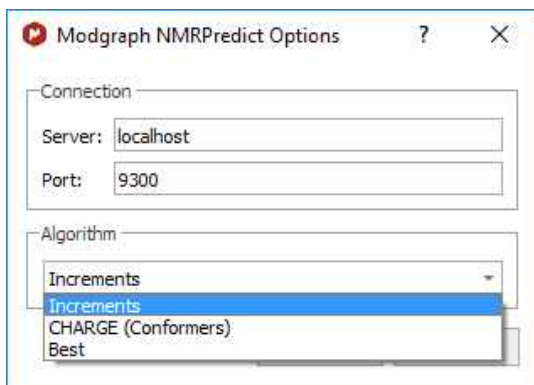 Modgraph NMRPredict Options ? X
Connection
Server: localhost
Port: 9300
Algorithm
Increments
Increments
CHARGE (Conformers)
Best